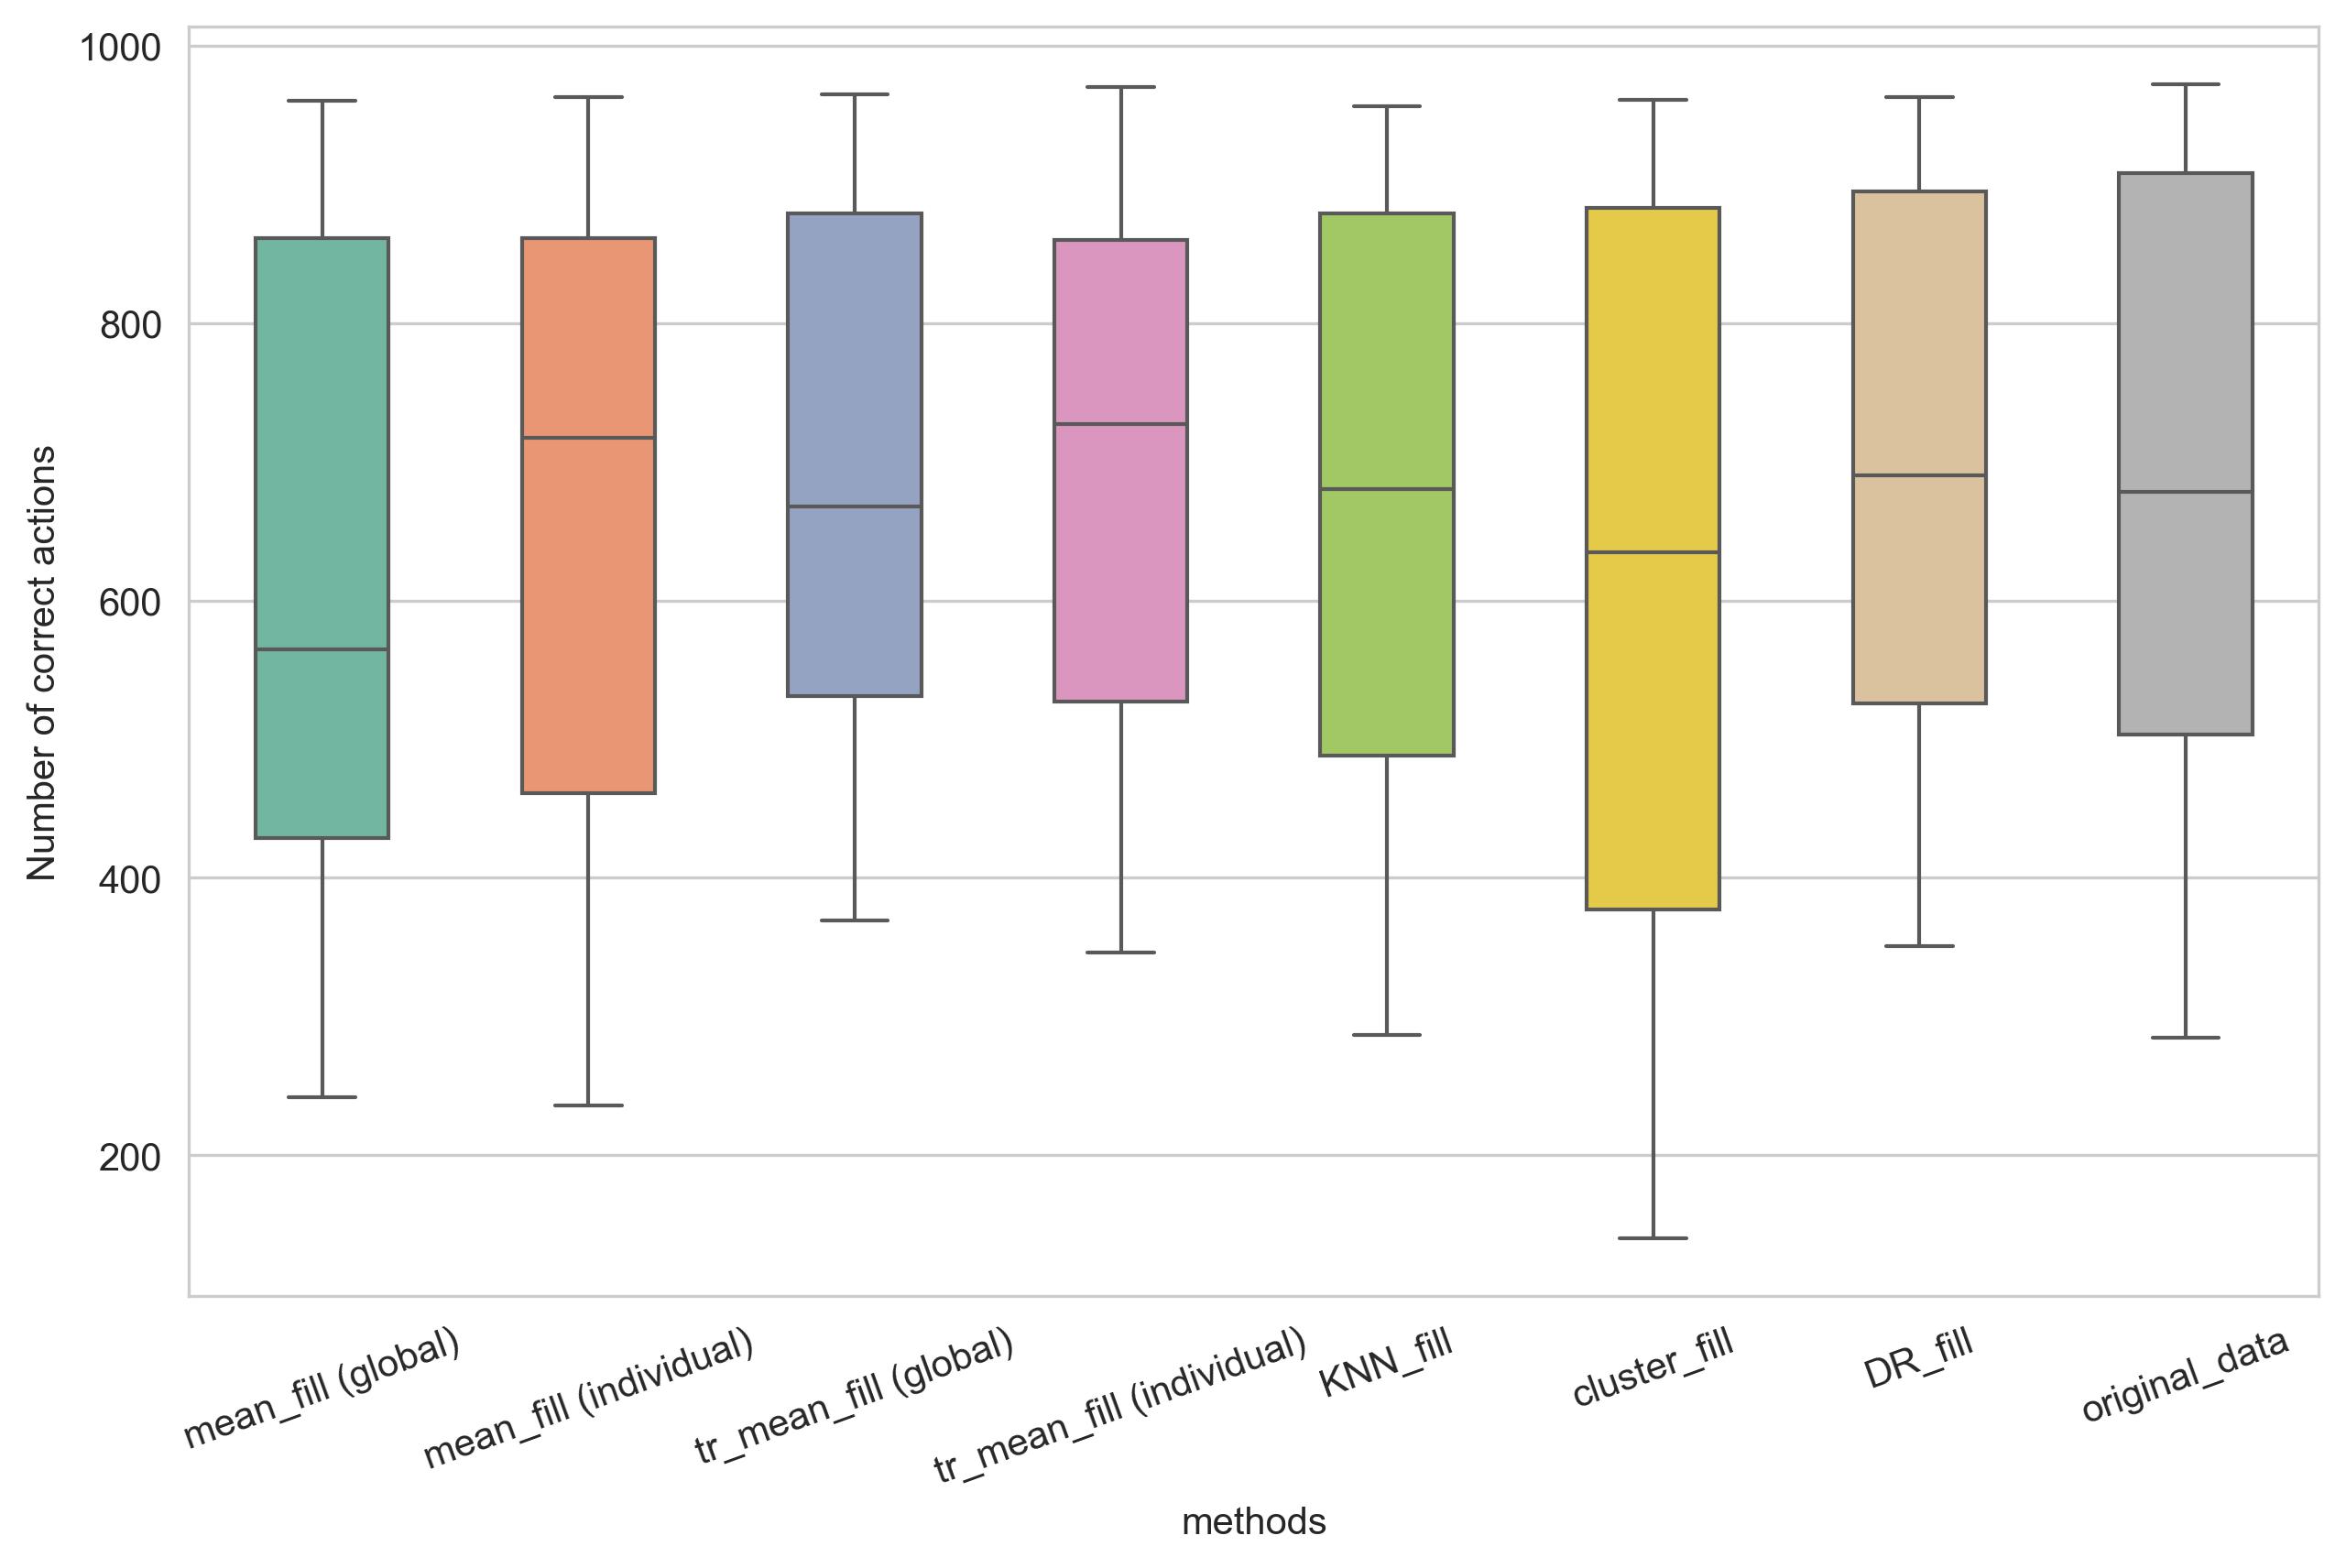 1000
800
600
400
200
Number of correct actions
mean_fill (global)
mean_fill (individual)
tr_mean_fill (global)
tr_mean_fill (individual)
KNN_fill
cluster_fill
DR_fill
original_data
methods